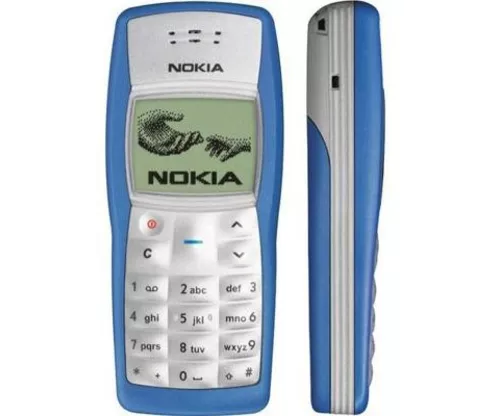 NOKIA
NOKIA
C
1 2 abc def 3
4 ghi 5 jkl mno 6
7 pqrs 8 tuv wxyz 9
* + 0 #